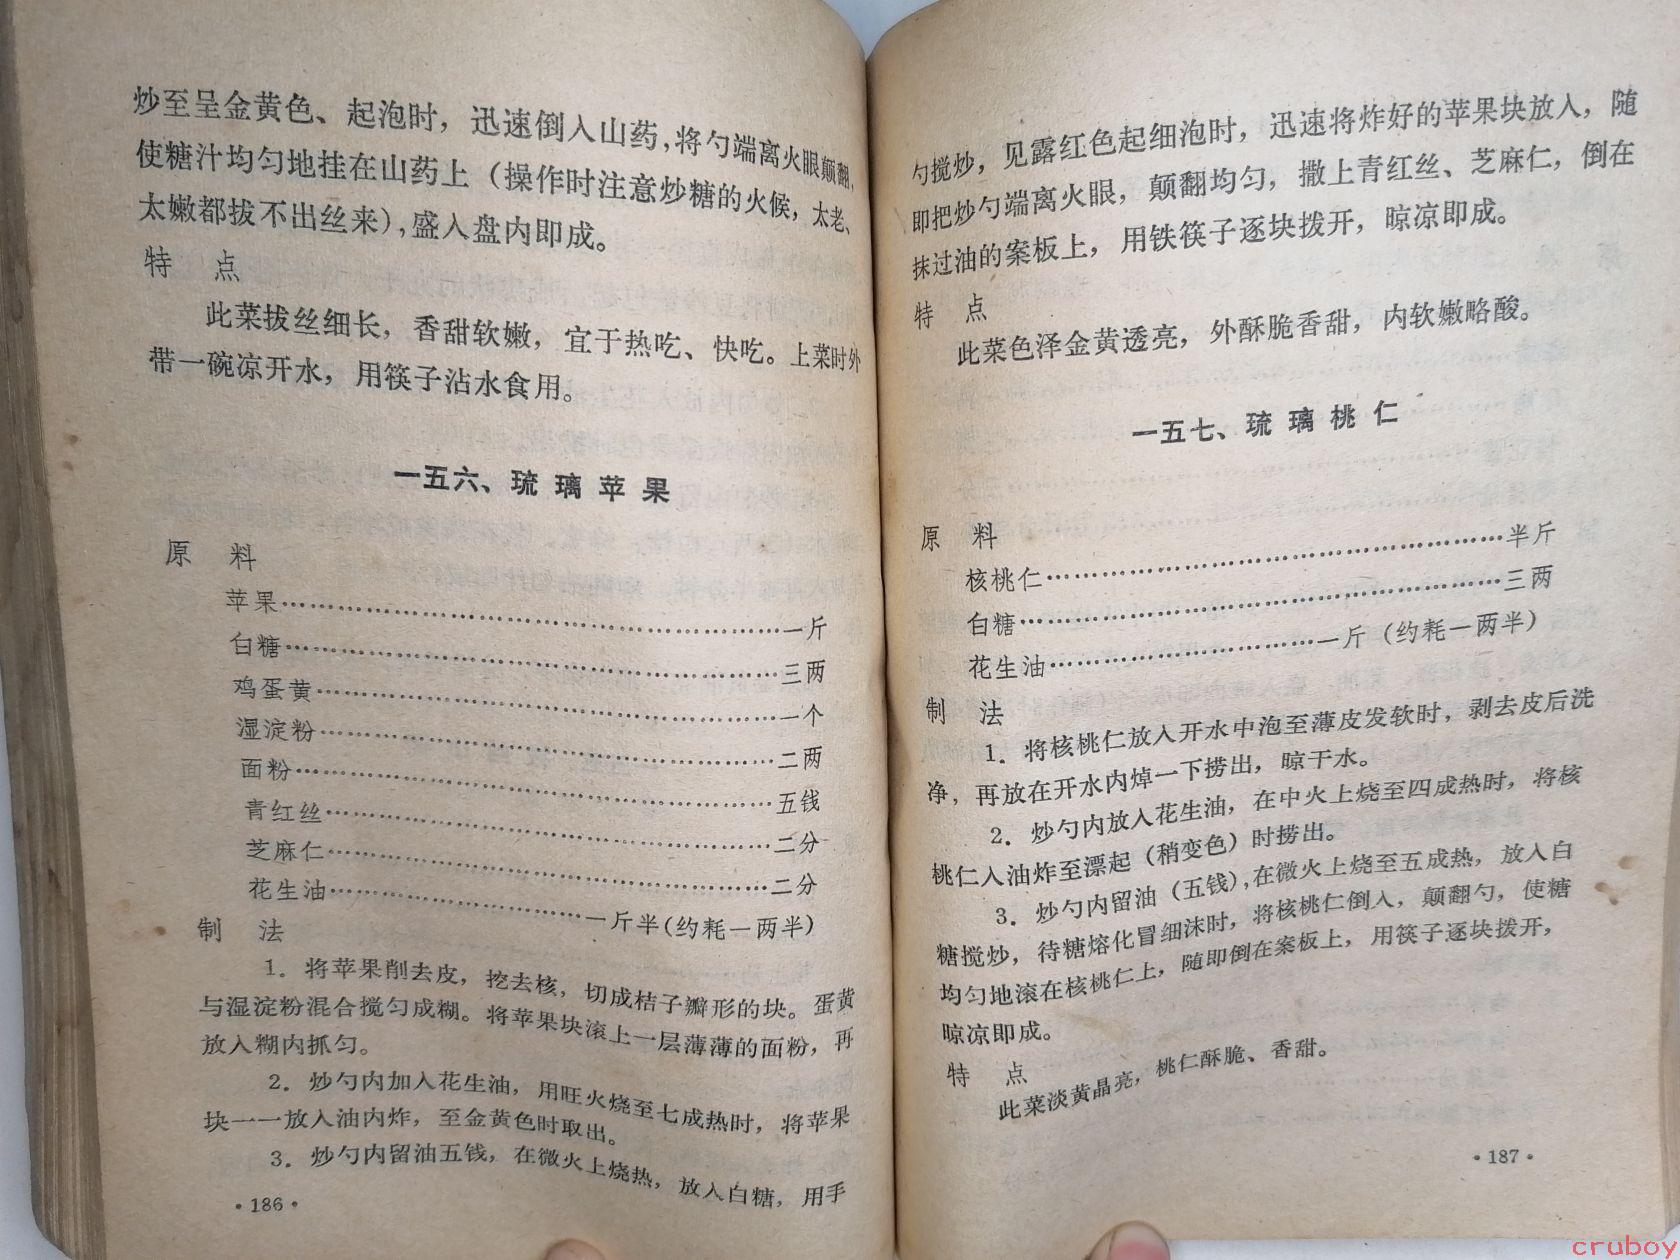 炒至呈金黄色、起泡时，迅速倒入山药，将勺端离火眼颠翻，
使糖汁均匀地挂在山药上（操作时注意炒糖的火候，太老、
太嫩都拔不出丝来），盛入盘内即成。
特 点
此菜拔丝细长，香甜软嫩，宜于热吃、快吃。上菜时外
带一碗凉开水，用筷子沾水食用。
一五六、琉璃苹果
原 料
苹果……………………一斤
白糖……………………三两
鸡蛋黄……………………一个
湿淀粉……………………二两
面粉……………………五钱
青红丝……………………二分
芝麻仁……………………二分
花生油……………………一斤半（约耗一两半）
制 法
1．将苹果削去皮，挖去核，切成桔子瓣形的块。蛋黄
与湿淀粉混合搅匀成糊。将苹果块滚上一层薄薄的面粉，再
放入糊内抓匀。
2．炒勺内加入花生油，用旺火烧至七成热时，将苹果
块一一放入油内炸，至金黄色时取出。
3．炒勺内留油五钱，在微火上烧热，放入白糖，用手
·186·
勺搅炒，见露红色起细泡时，迅速将炸好的苹果块放入，随
即把炒勺端离火眼，颠翻均匀，撒上青红丝、芝麻仁，倒在
抹过油的案板上，用铁筷子逐块拨开，晾凉即成。
特 点
此菜色泽金黄透亮，外酥脆香甜，内软嫩略酸。
一五七、琉璃桃仁
原 料
核桃仁……………………半斤
白糖……………………三两
花生油……………………一斤（约耗一两半）
制 法
1．将核桃仁放入开水中泡至薄皮发软时，剥去皮后洗
净，再放在开水内焯一下捞出，晾干水。
2．炒勺内放入花生油，在中火上烧至四成热时，将核
桃仁入油炸至漂起（稍变色）时捞出。
3．炒勺内留油（五钱），在微火上烧至五成热，放入白
糖搅炒，待糖熔化冒细沫时，将核桃仁倒入，颠翻勺，使糖
均匀地滚在核桃仁上，随即倒在案板上，用筷子逐块拨开，
晾凉即成。
特 点
此菜淡黄晶亮，桃仁酥脆、香甜。
·187·
cruboy